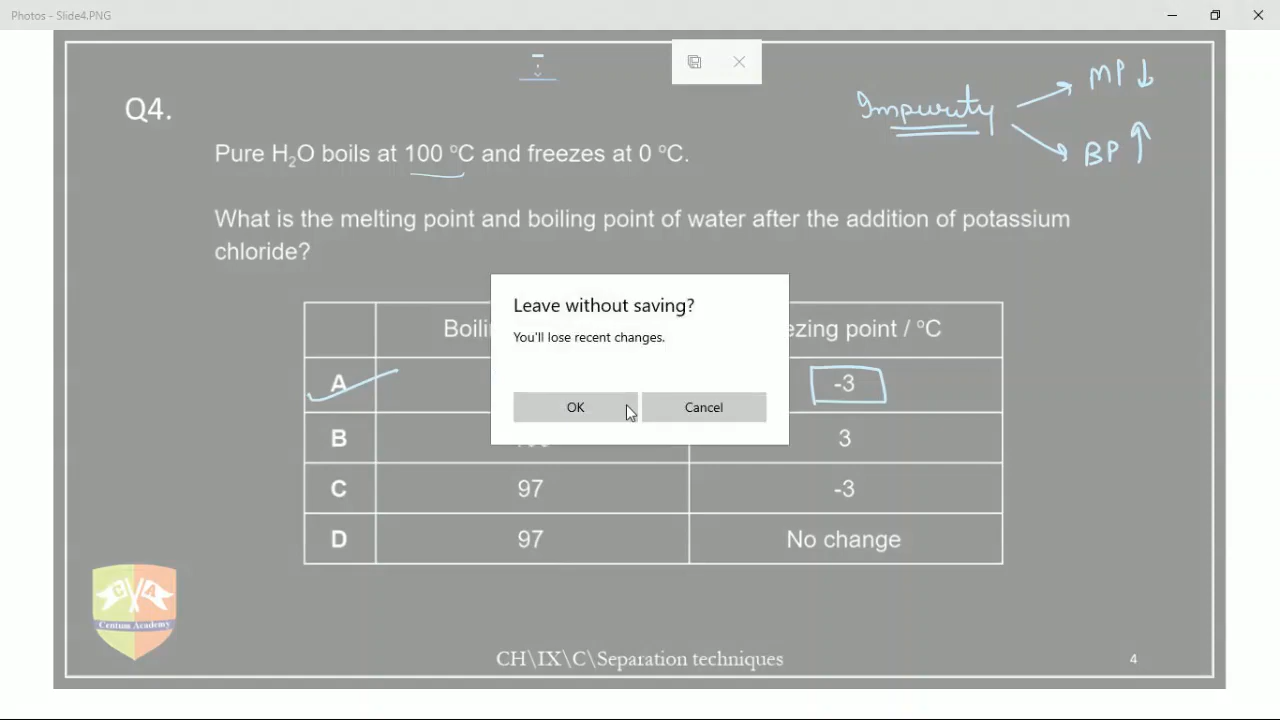 Photos - Slide4.PNG
Impurity
MP ↓
BP ↑
Q4.
Pure H₂O boils at 100 °C and freezes at 0 °C.
What is the melting point and boiling point of water after the addition of potassium
chloride?
Leave without saving?
You'll lose recent changes.
OK
Cancel
Boili ezing point / °C
A -3
B 3
C 97 -3
D 97 No change
C A
Centum Academy
CH\IX\C\Separation techniques
4